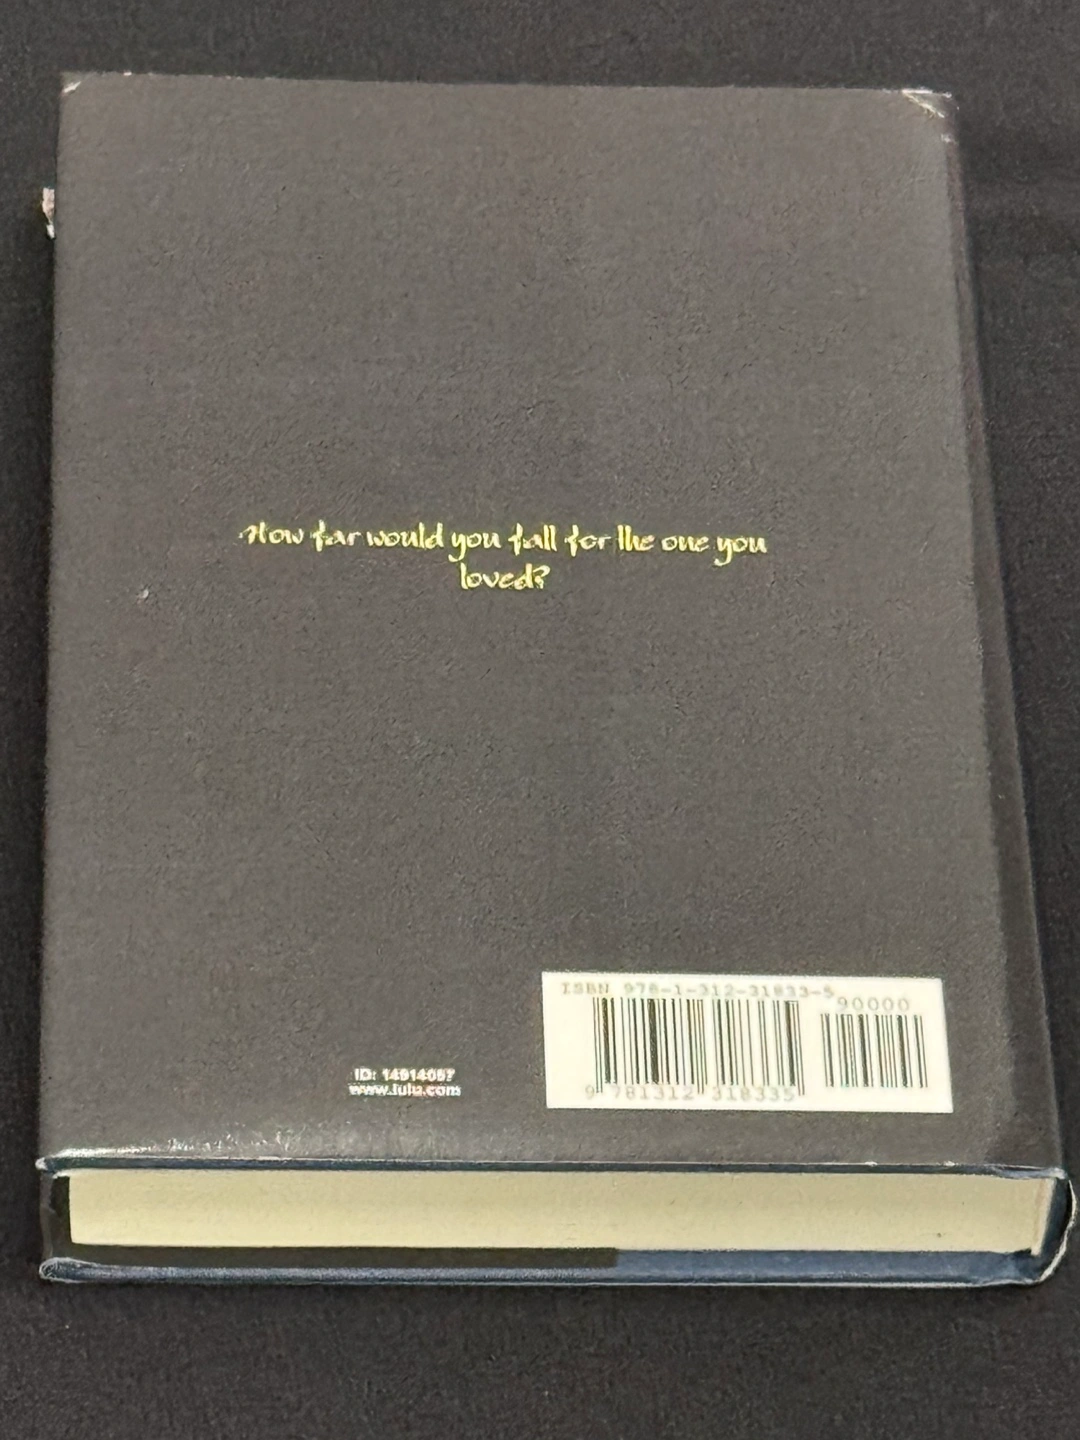 How far would you fall for the one you
loved?
ISBN 978-1-312-31833-5
90000
ID: 14914057
www.lulu.com
9 781312 318335